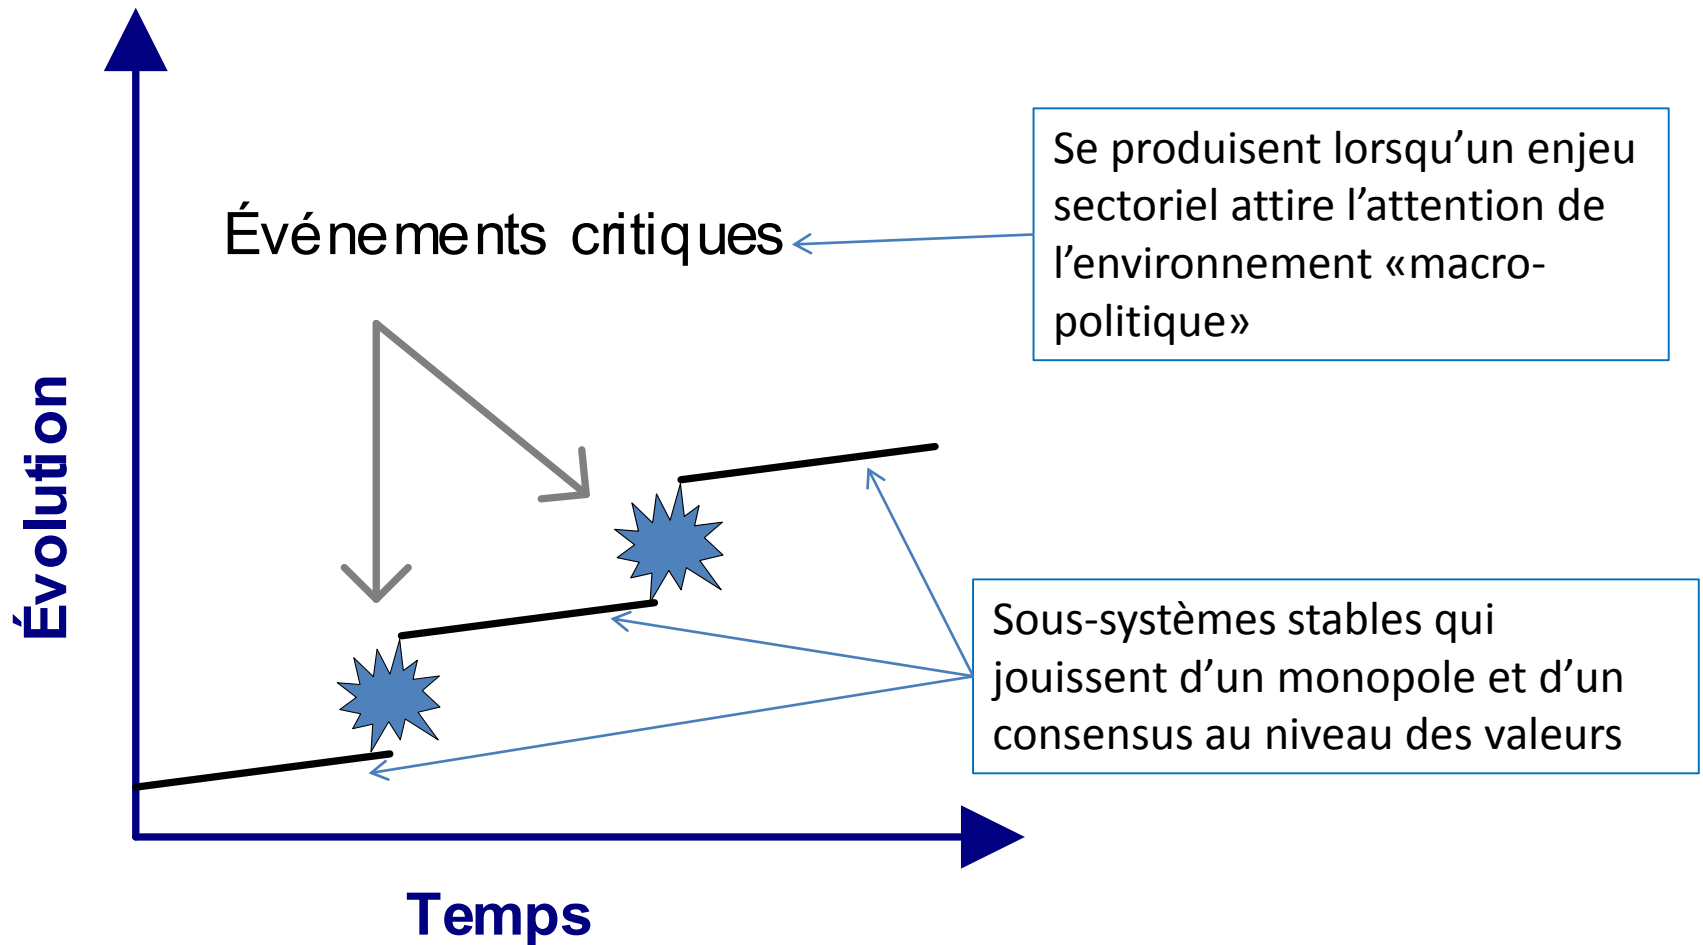 Se produisent lorsqu’un enjeu
sectoriel attire l’attention de
l’environnement «macro-
politique»
Événements critiques
Évolution
Sous-systèmes stables qui
jouissent d’un monopole et d’un
consensus au niveau des valeurs
Temps